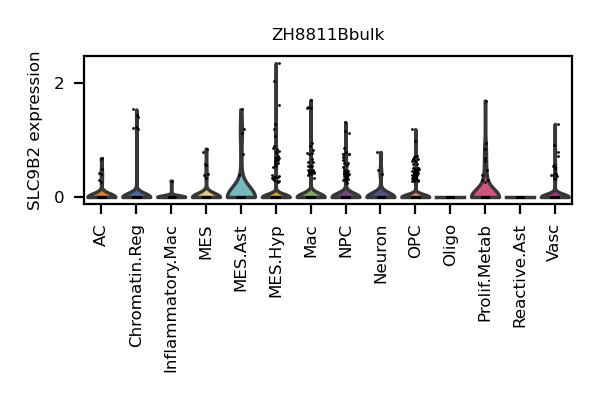 ZH8811Bbulk
SLC9B2 expression
2
0
AC
Chromatin.Reg
Inflammatory.Mac
MES
MES.Ast
MES.Hyp
Mac
NPC
Neuron
OPC
Oligo
Prolif.Metab
Reactive.Ast
Vasc